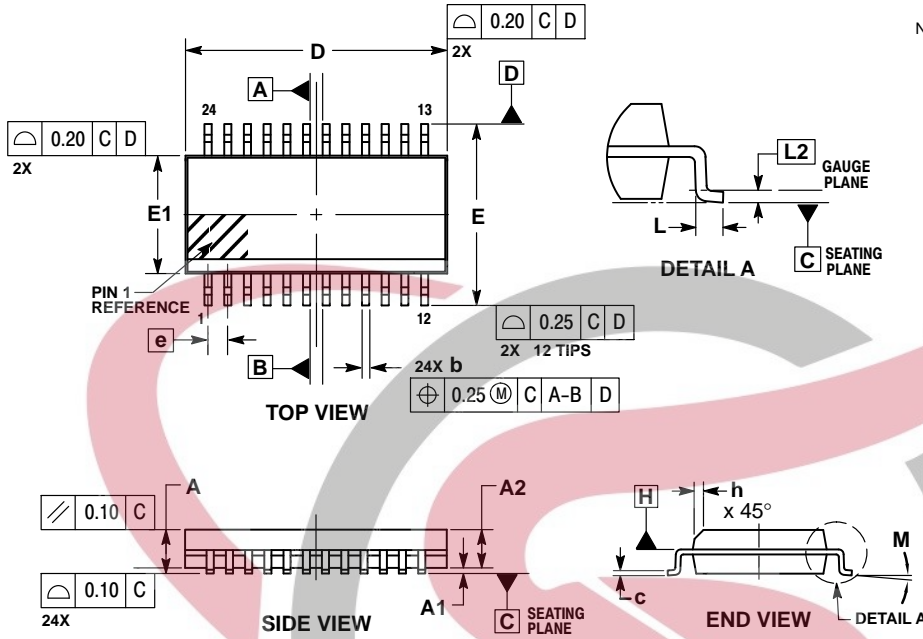 ⌓ 0.20 C D
2X
N
D
A
D
24
13
⌓ 0.20 C D
2X
E1
E
L2
GAUGE
PLANE
L
C SEATING
PLANE
DETAIL A
PIN 1
REFERENCE
1
12
e
⌓ 0.25 C D
2X 12 TIPS
B
24X b
⌖ 0.25 Ⓜ C A-B D
TOP VIEW
A
A2
⫽ 0.10 C
H
h
x 45°
M
⌓ 0.10 C
24X
A1
c
C SEATING
PLANE
SIDE VIEW
END VIEW
DETAIL A